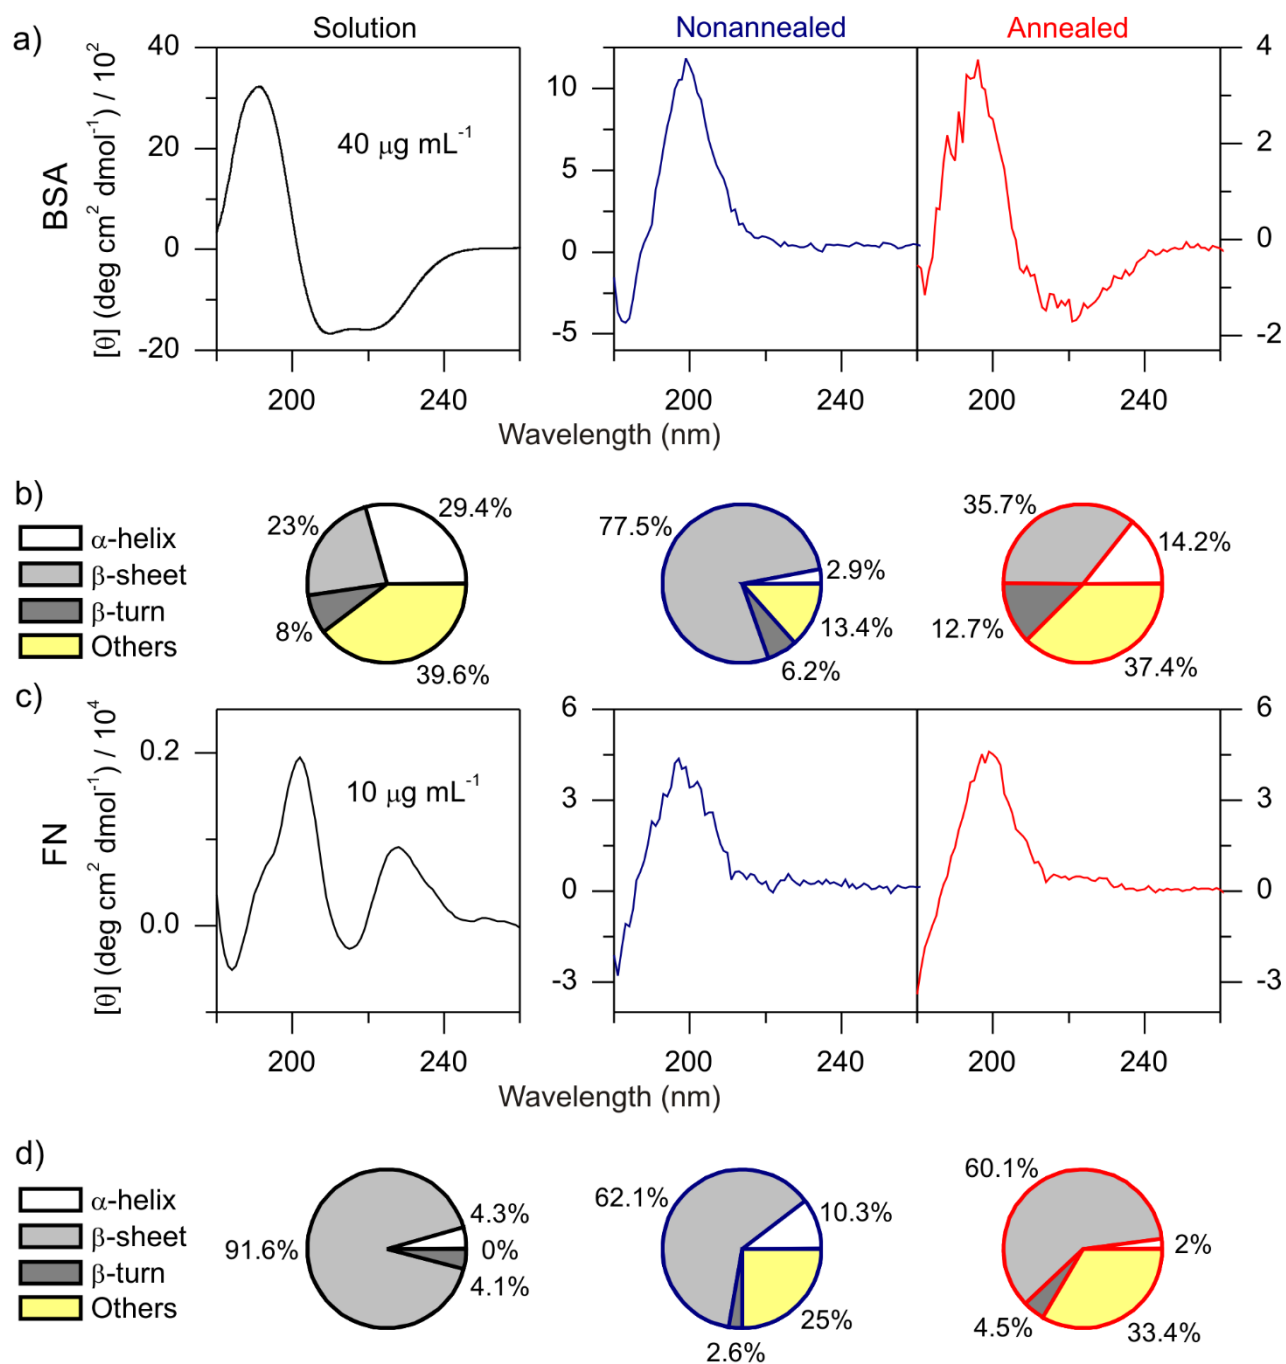 a)
Solution
Nonannealed
Annealed
BSA
[θ] (deg cm² dmol⁻¹) / 10²
40
20
0
-20
40 μg mL⁻¹
10
5
0
-5
4
2
0
-2
200 240 200 240 200 240
Wavelength (nm)
b)
α-helix
β-sheet
β-turn
Others
29.4%
23%
8%
39.6%
77.5%
2.9%
13.4%
6.2%
35.7%
14.2%
12.7%
37.4%
c)
FN
[θ] (deg cm² dmol⁻¹) / 10⁴
0.2
0.0
10 μg mL⁻¹
6
3
0
-3
6
3
0
-3
200 240 200 240 200 240
Wavelength (nm)
d)
α-helix
β-sheet
β-turn
Others
91.6%
4.3%
0%
4.1%
62.1%
10.3%
25%
2.6%
60.1%
2%
4.5%
33.4%